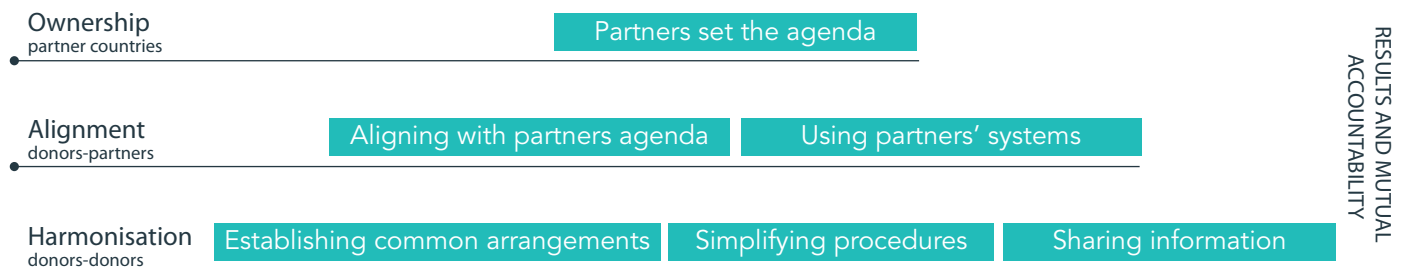 Ownership
partner countries
Partners set the agenda
Alignment
donors-partners
Aligning with partners agenda
Using partners’ systems
Harmonisation
donors-donors
Establishing common arrangements
Simplifying procedures
Sharing information
RESULTS AND MUTUAL
ACCOUNTABILITY